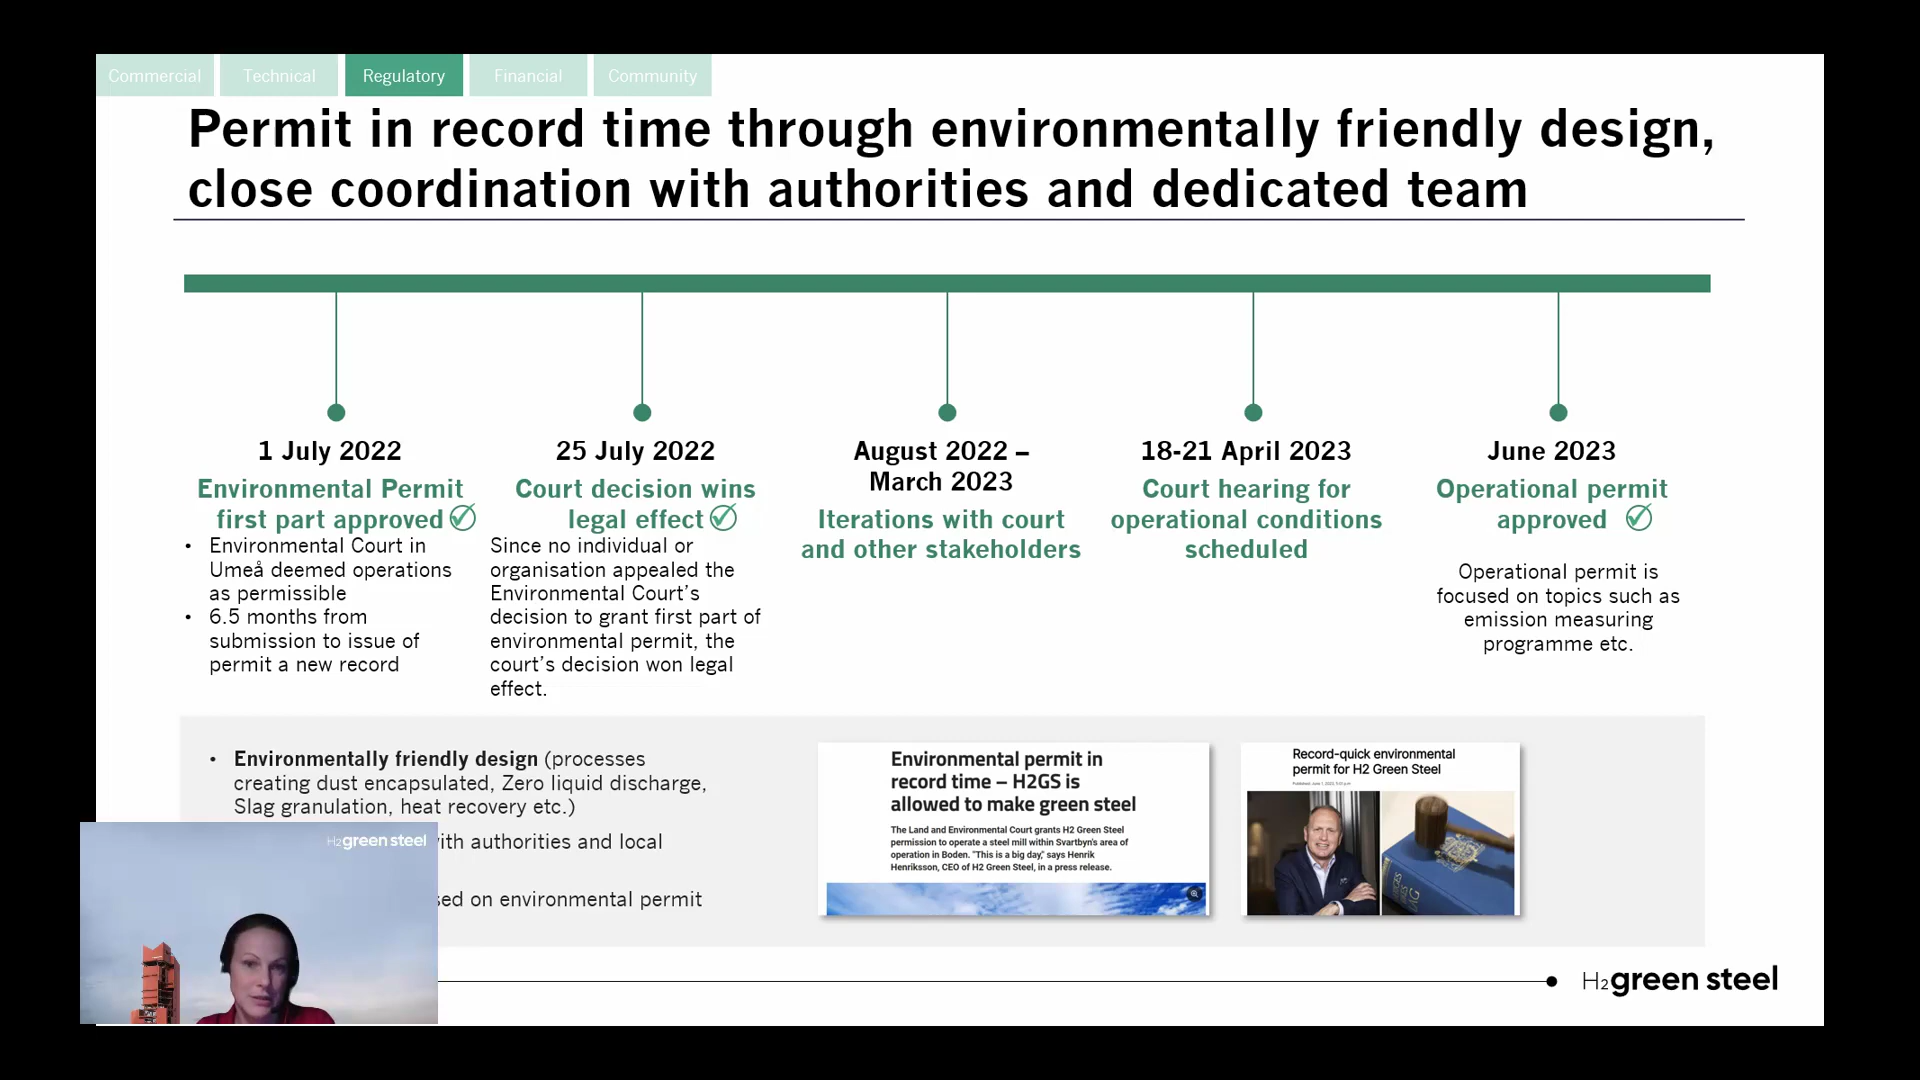 Commercial
Technical
Regulatory
Financial
Community
Permit in record time through environmentally friendly design,
close coordination with authorities and dedicated team
1 July 2022
Environmental Permit
first part approved
• Environmental Court in
Umeå deemed operations
as permissible
• 6.5 months from
submission to issue of
permit a new record
25 July 2022
Court decision wins
legal effect
Since no individual or
organisation appealed the
Environmental Court's
decision to grant first part of
environmental permit, the
court's decision won legal
effect.
August 2022 –
March 2023
Iterations with court
and other stakeholders
18-21 April 2023
Court hearing for
operational conditions
scheduled
June 2023
Operational permit
approved
Operational permit is
focused on topics such as
emission measuring
programme etc.
• Environmentally friendly design (processes
creating dust encapsulated, Zero liquid discharge,
Slag granulation, heat recovery etc.)
with authorities and local
on environmental permit
Environmental permit in
record time – H2GS is
allowed to make green steel
The Land and Environmental Court grants H2 Green Steel
permission to operate a steel mill within Svartbyn's area of
operation in Boden. "This is a big day," says Henrik
Henriksson, CEO of H2 Green Steel, in a press release.
Record-quick environmental
permit for H2 Green Steel
H2 green steel
H2 green steel